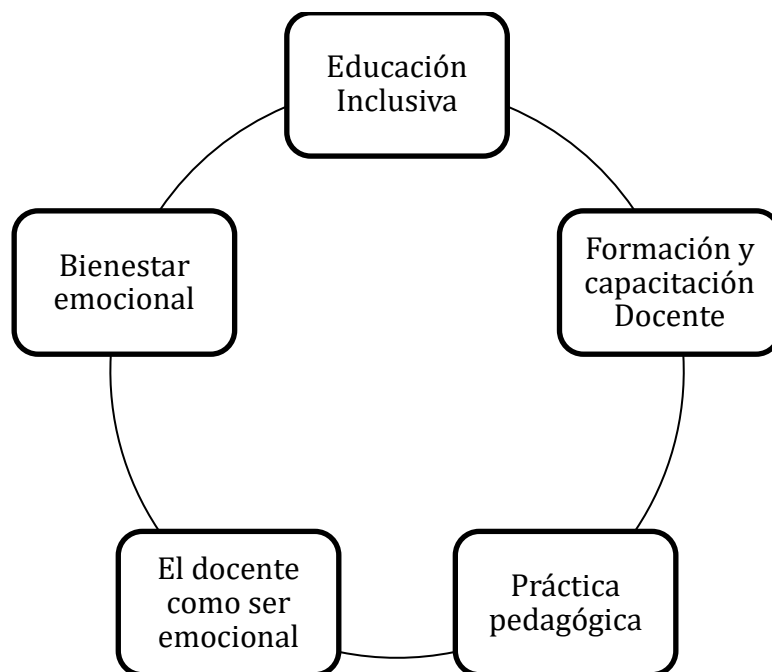 Educación
Inclusiva
Formación y
capacitación
Docente
Práctica
pedagógica
El docente
como ser
emocional
Bienestar
emocional